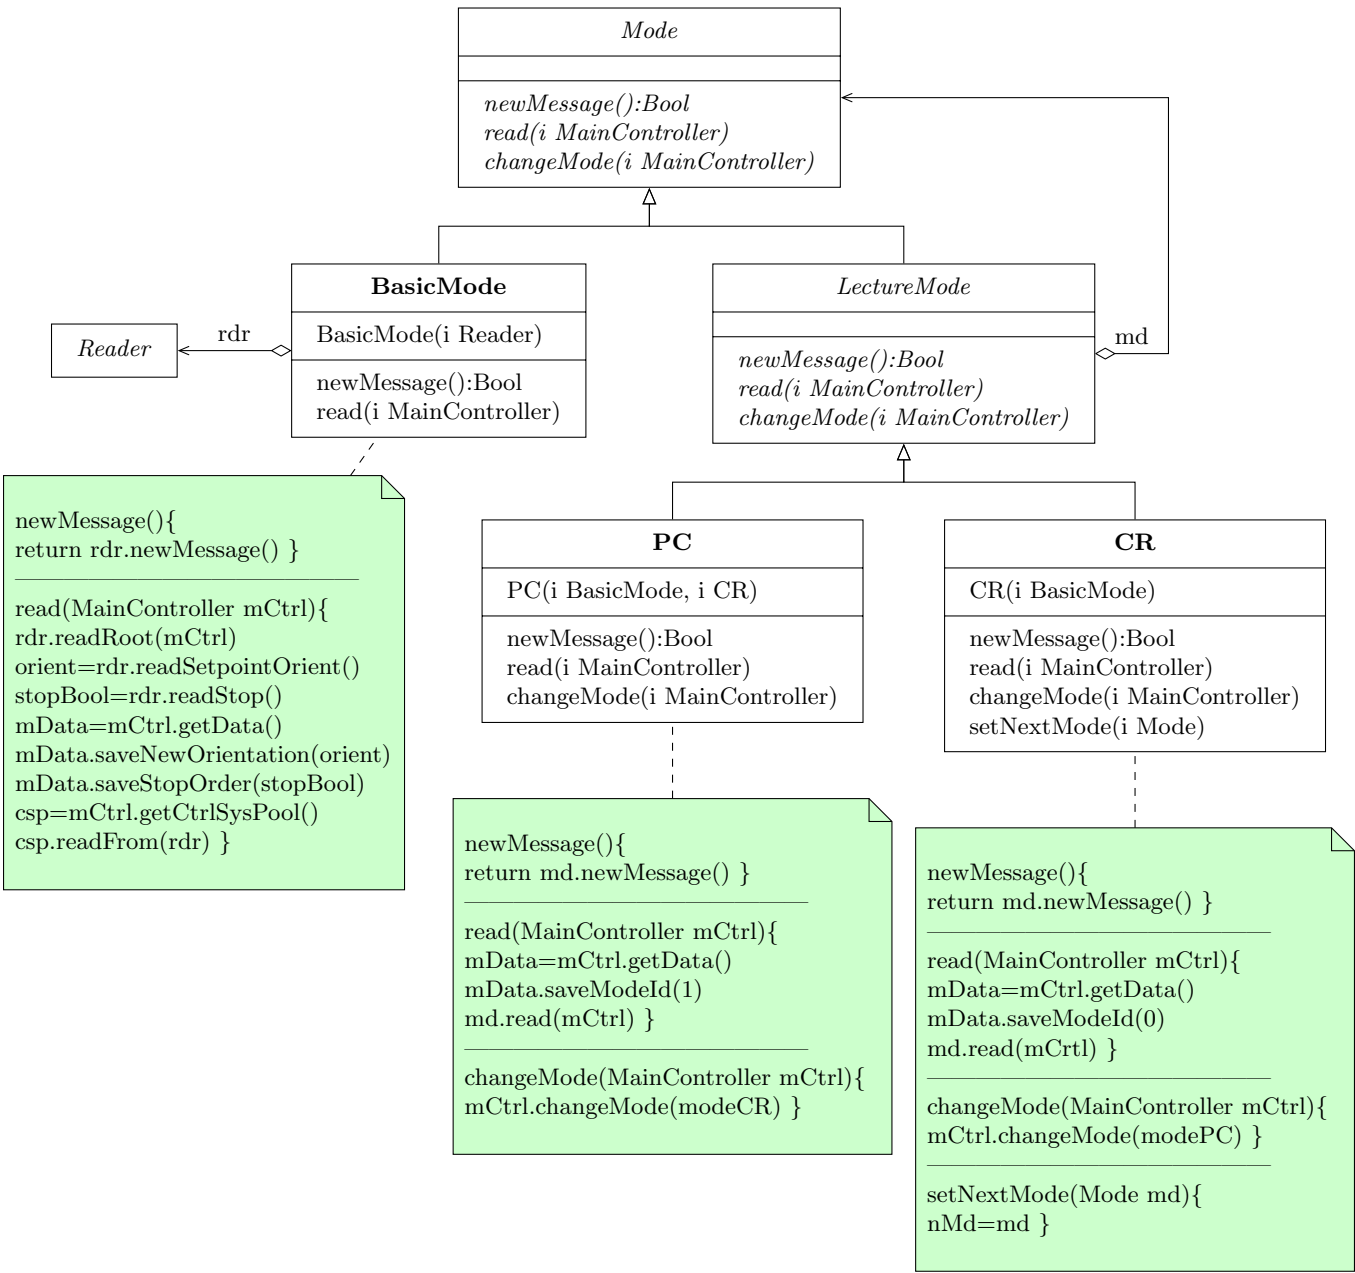 Mode
newMessage():Bool
read(i MainController)
changeMode(i MainController)
BasicMode
BasicMode(i Reader)
newMessage():Bool
read(i MainController)
LectureMode
newMessage():Bool
read(i MainController)
changeMode(i MainController)
Reader
rdr
md
newMessage(){
return rdr.newMessage() }
read(MainController mCtrl){
rdr.readRoot(mCtrl)
orient=rdr.readSetpointOrient()
stopBool=rdr.readStop()
mData=mCtrl.getData()
mData.saveNewOrientation(orient)
mData.saveStopOrder(stopBool)
csp=mCtrl.getCtrlSysPool()
csp.readFrom(rdr) }
PC
PC(i BasicMode, i CR)
newMessage():Bool
read(i MainController)
changeMode(i MainController)
CR
CR(i BasicMode)
newMessage():Bool
read(i MainController)
changeMode(i MainController)
setNextMode(i Mode)
newMessage(){
return md.newMessage() }
read(MainController mCtrl){
mData=mCtrl.getData()
mData.saveModeId(1)
md.read(mCtrl) }
changeMode(MainController mCtrl){
mCtrl.changeMode(modeCR) }
newMessage(){
return md.newMessage() }
read(MainController mCtrl){
mData=mCtrl.getData()
mData.saveModeId(0)
md.read(mCrtl) }
changeMode(MainController mCtrl){
mCtrl.changeMode(modePC) }
setNextMode(Mode md){
nMd=md }